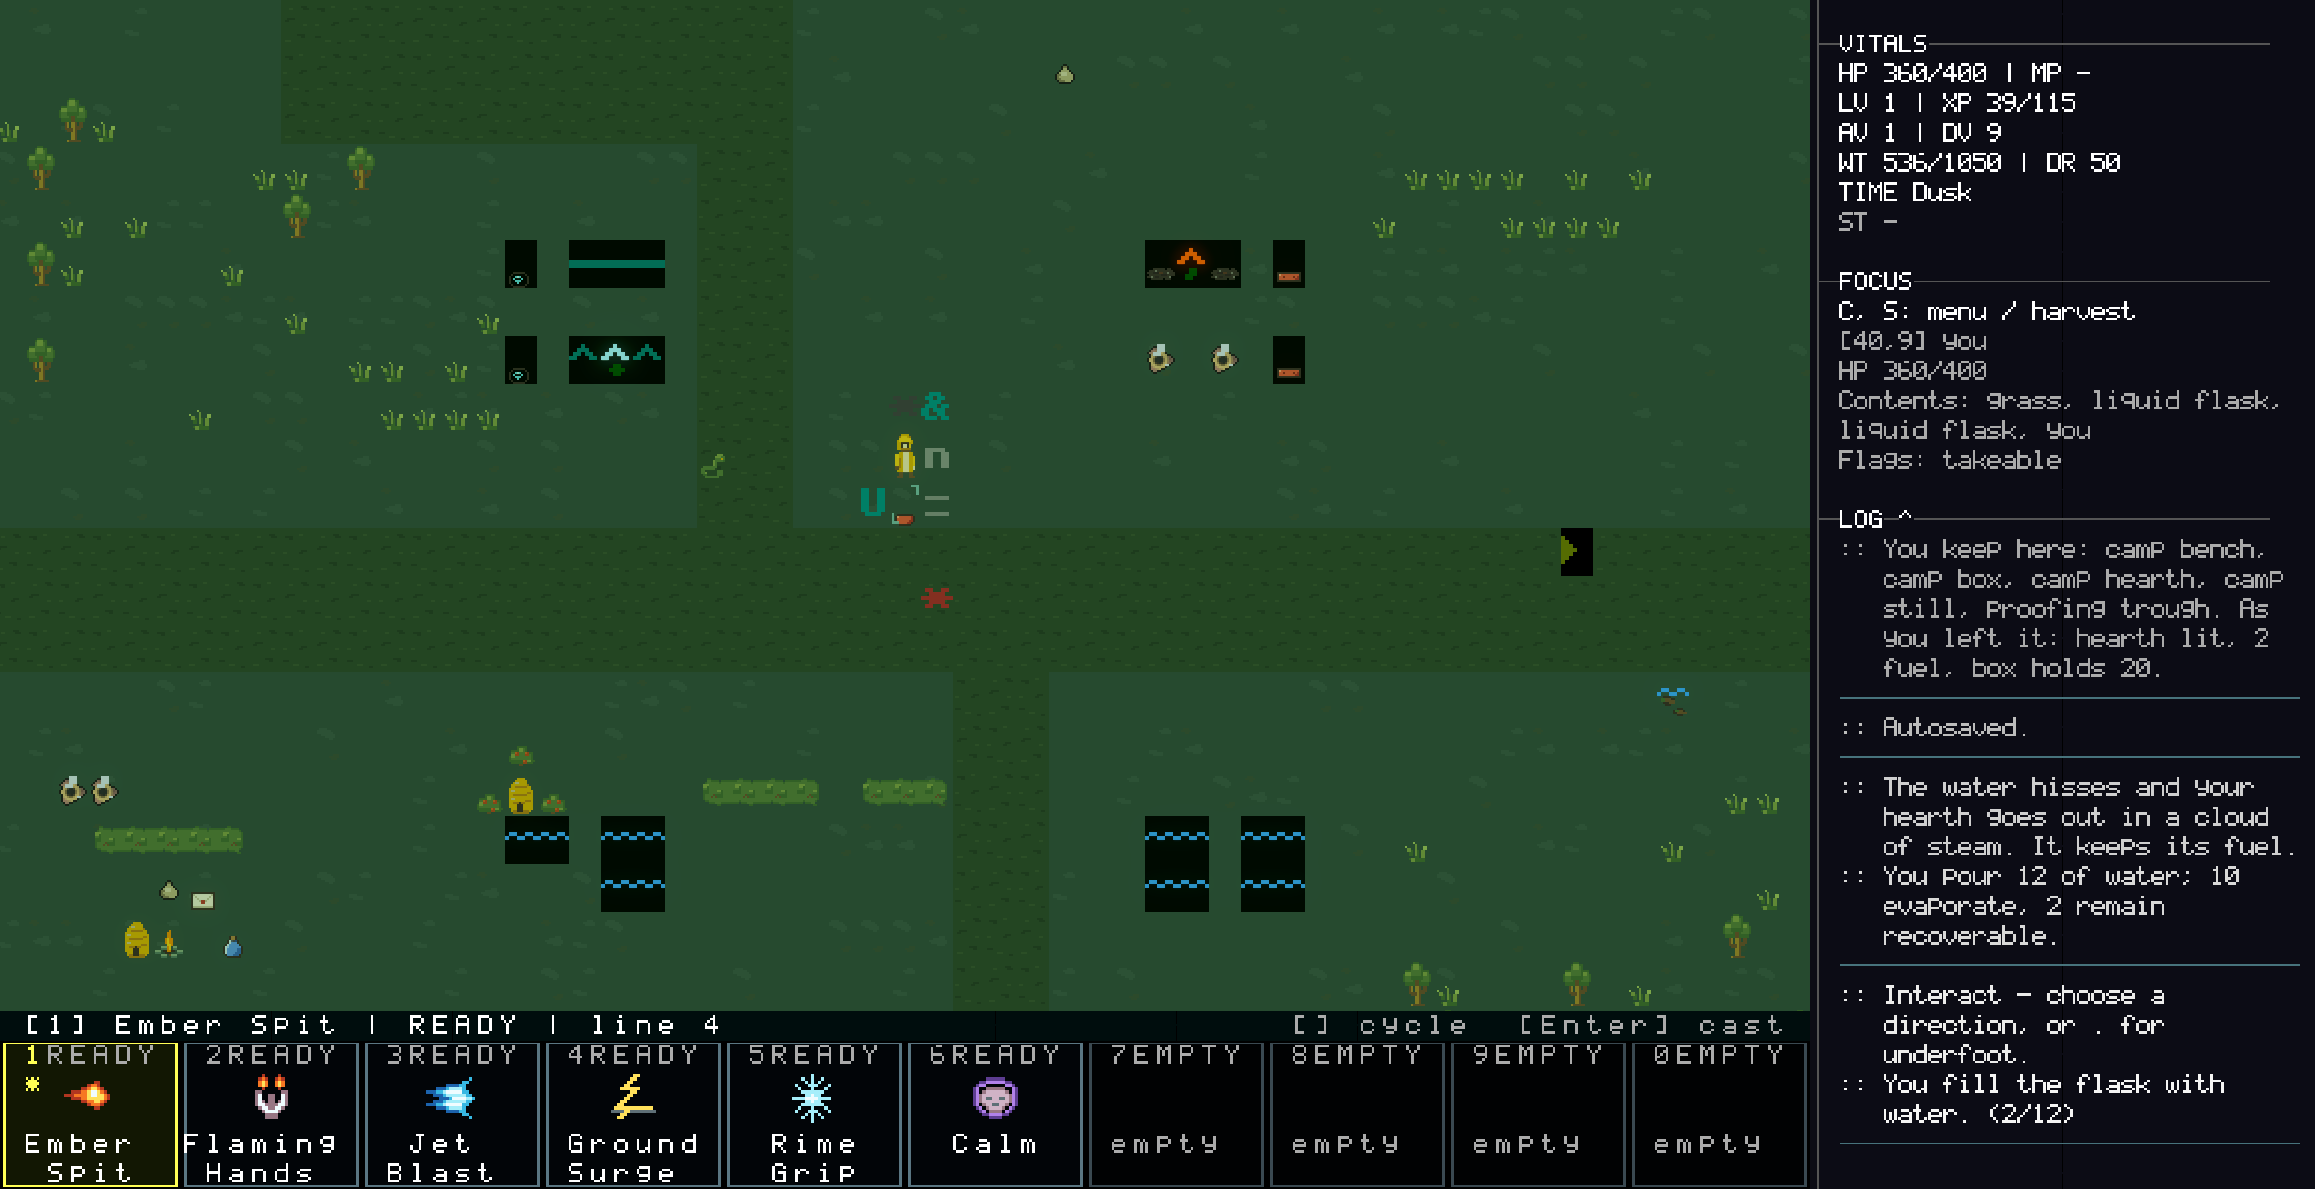 VITALS
HP 360/400 | MP -
LV 1 | XP 39/115
AV 1 | DV 9
WT 536/1050 | DR 50
TIME Dusk
ST -
FOCUS
C, S: menu / harvest
[40,9] you
HP 360/400
Contents: grass, liquid flask,
liquid flask, you
Flags: takeable
LOG ^
:: You keep here: camp bench,
camp box, camp hearth, camp
still, proofing trough. As
you left it: hearth lit, 2
fuel, box holds 20.
:: Autosaved.
:: The water hisses and your
hearth goes out in a cloud
of steam. It keeps its fuel.
:: You pour 12 of water; 10
evaporate, 2 remain
recoverable.
:: Interact - choose a
direction, or . for
underfoot.
:: You fill the flask with
water. (2/12)
&
n
U
=
[1] Ember Spit | READY | line 4
[] cycle [Enter] cast
1READY 2READY 3READY 4READY 5READY 6READY 7EMPTY 8EMPTY 9EMPTY 0EMPTY
Ember Flaming Jet Ground Rime Calm empty empty empty empty
Spit Hands Blast Surge Grip